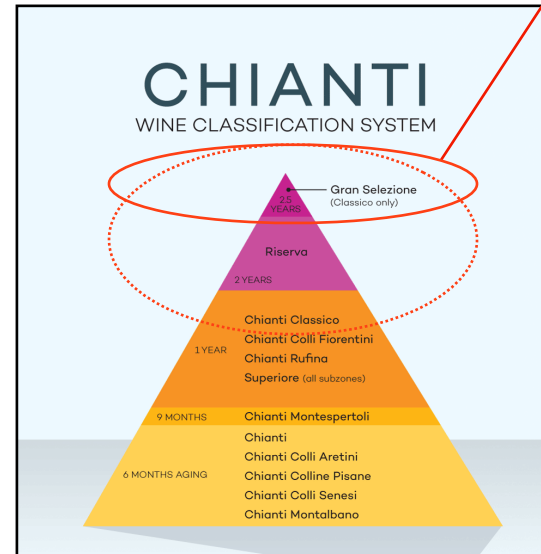 CHIANTI
WINE CLASSIFICATION SYSTEM
Gran Selezione
(Classico only)
2.5
YEARS
Riserva
2 YEARS
Chianti Classico
Chianti Colli Fiorentini
1 YEAR
Chianti Rufina
Superiore (all subzones)
9 MONTHS
Chianti Montespertoli
Chianti
Chianti Colli Aretini
6 MONTHS AGING
Chianti Colline Pisane
Chianti Colli Senesi
Chianti Montalbano